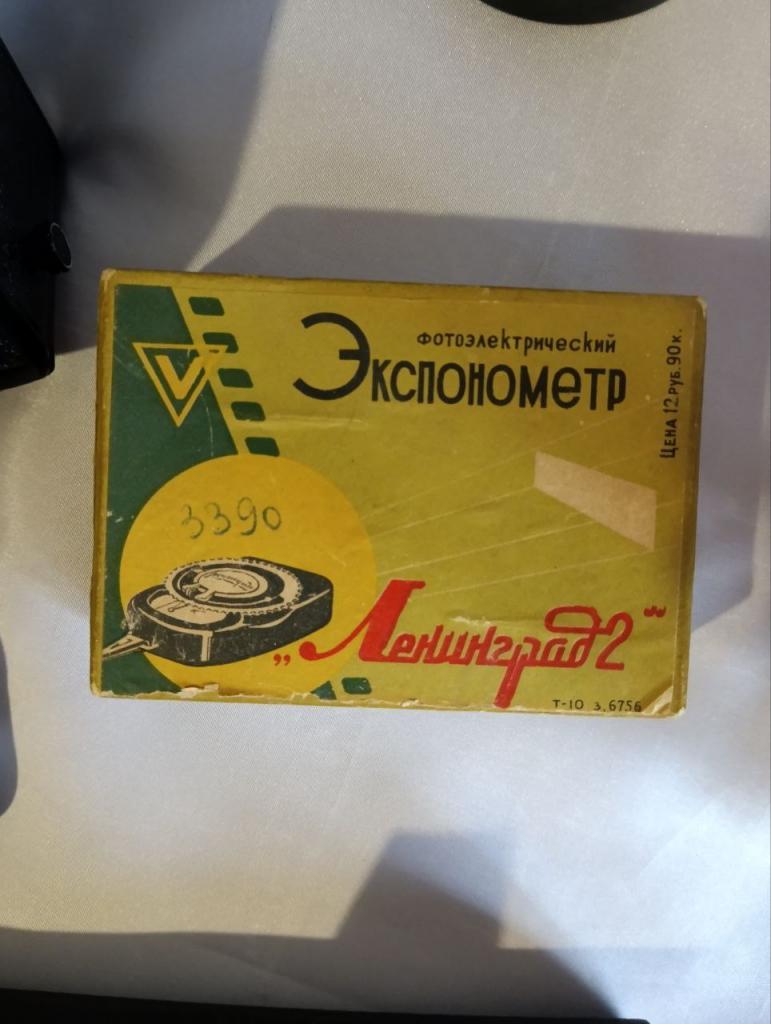 V
фотоэлектрический
Экспонометр
Цена 12 руб. 90 к.
3390
„Ленинград 2"
Т-10 з. 6756